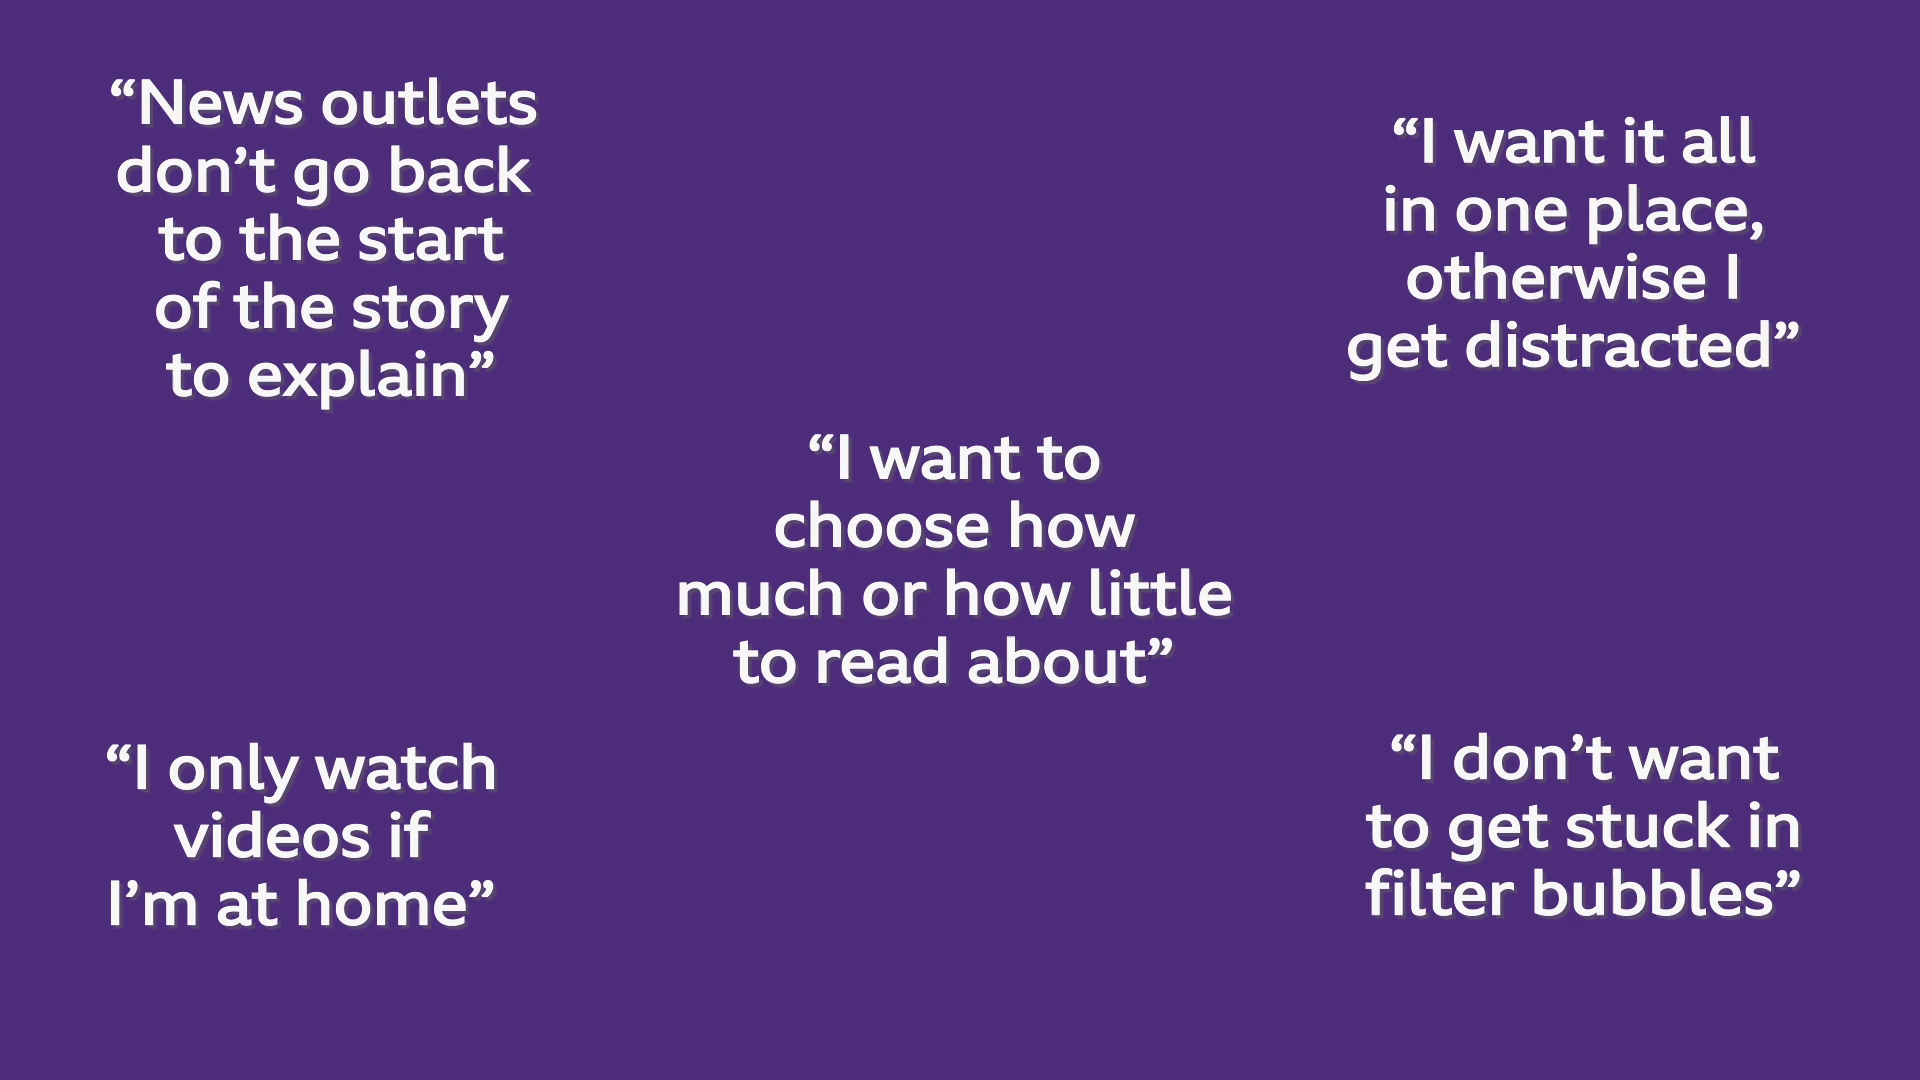 “News outlets
don’t go back
to the start
of the story
to explain”
“I want it all
in one place,
otherwise I
get distracted”
“I want to
choose how
much or how little
to read about”
“I only watch
videos if
I’m at home”
“I don’t want
to get stuck in
filter bubbles”